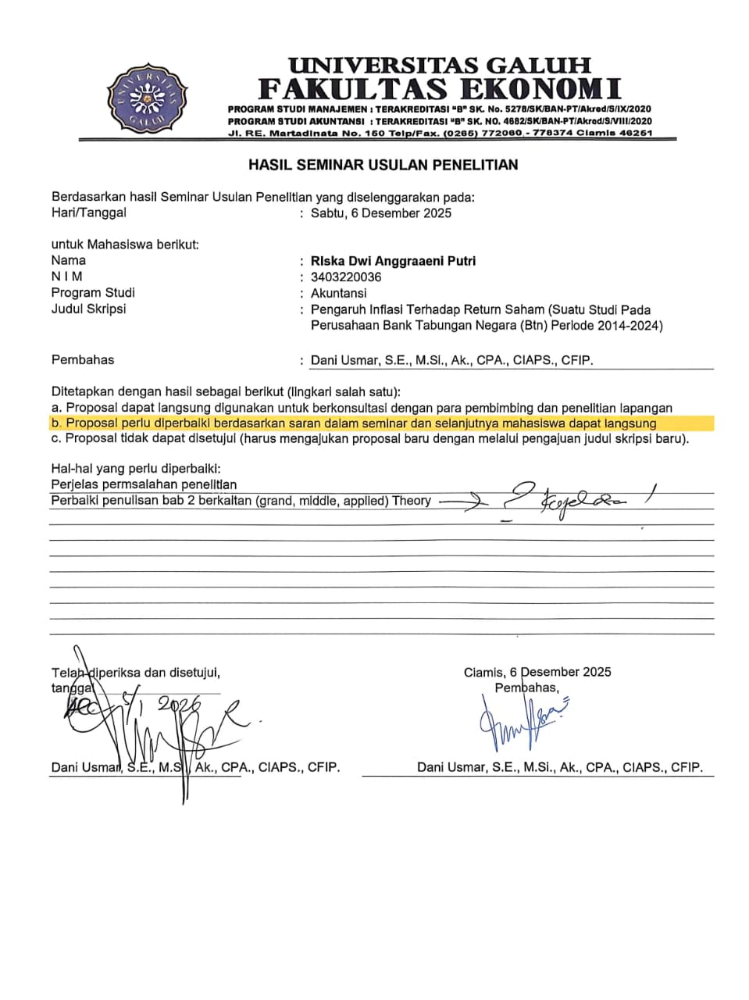 UNIVERSITAS GALUH
FAKULTAS EKONOMI
PROGRAM STUDI MANAJEMEN : TERAKREDITASI "B" SK. No. 5278/SK/BAN-PT/Akred/S/IX/2020
PROGRAM STUDI AKUNTANSI : TERAKREDITASI "B" SK. NO. 4682/SK/BAN-PT/Akred/S/VIII/2020
Jl. RE. Martadinata No. 150 Telp/Fax. (0265) 772060 - 776374 Ciamis 46251
UNIVERSITAS
GALUH
HASIL SEMINAR USULAN PENELITIAN
Berdasarkan hasil Seminar Usulan Penelitian yang diselenggarakan pada:
Hari/Tanggal : Sabtu, 6 Desember 2025
untuk Mahasiswa berikut:
Nama : Riska Dwi Anggraaeni Putri
N I M : 3403220036
Program Studi : Akuntansi
Judul Skripsi : Pengaruh Inflasi Terhadap Return Saham (Suatu Studi Pada
Perusahaan Bank Tabungan Negara (Btn) Periode 2014-2024)
Pembahas : Dani Usmar, S.E., M.Si., Ak., CPA., CIAPS., CFIP.
Ditetapkan dengan hasil sebagai berikut (lingkari salah satu):
a. Proposal dapat langsung digunakan untuk berkonsultasi dengan para pembimbing dan penelitian lapangan
b. Proposal perlu diperbaiki berdasarkan saran dalam seminar dan selanjutnya mahasiswa dapat langsung
c. Proposal tidak dapat disetujui (harus mengajukan proposal baru dengan melalui pengajuan judul skripsi baru).
Hal-hal yang perlu diperbaiki:
Perjelas permsalahan penelitian
Perbaiki penulisan bab 2 berkaitan (grand, middle, applied) Theory
Telah diperiksa dan disetujui,
tanggal
5/1 2026
Acc
Dani Usmar, S.E., M.Si., Ak., CPA., CIAPS., CFIP.
Ciamis, 6 Desember 2025
Pembahas,
Dani Usmar, S.E., M.Si., Ak., CPA., CIAPS., CFIP.